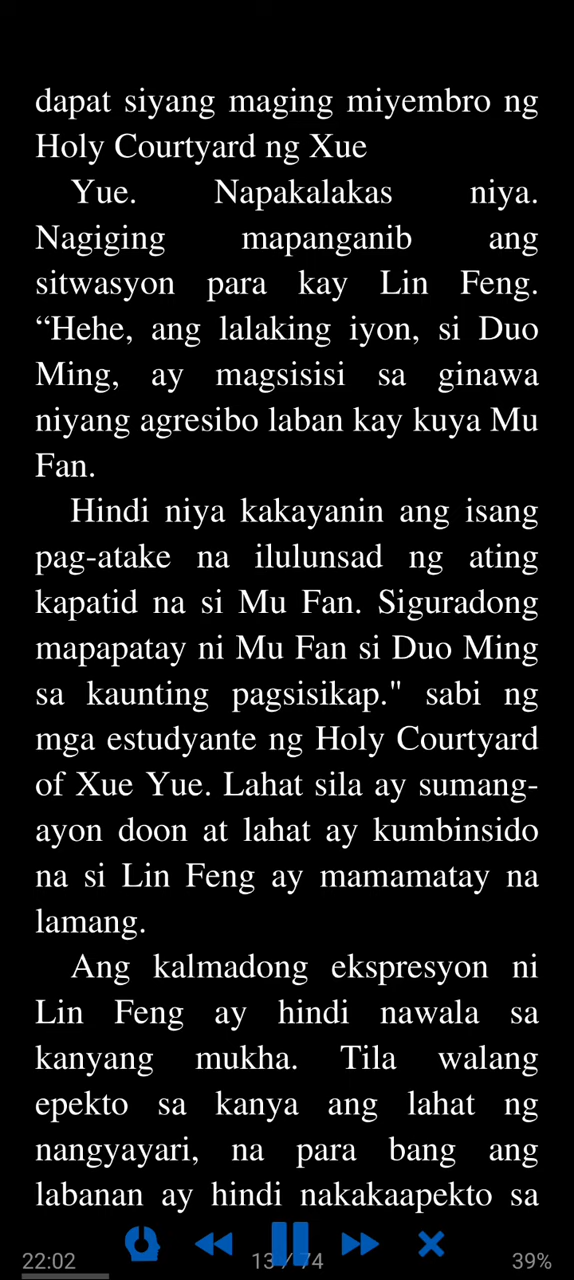 dapat siyang maging miyembro ng
Holy Courtyard ng Xue
Yue. Napakalakas niya.
Nagiging mapanganib ang
sitwasyon para kay Lin Feng.
“Hehe, ang lalaking iyon, si Duo
Ming, ay magsisisi sa ginawa
niyang agresibo laban kay kuya Mu
Fan.
Hindi niya kakayanin ang isang
pag-atake na ilulunsad ng ating
kapatid na si Mu Fan. Siguradong
mapapatay ni Mu Fan si Duo Ming
sa kaunting pagsisikap." sabi ng
mga estudyante ng Holy Courtyard
of Xue Yue. Lahat sila ay sumang-
ayon doon at lahat ay kumbinsido
na si Lin Feng ay mamamatay na
lamang.
Ang kalmadong ekspresyon ni
Lin Feng ay hindi nawala sa
kanyang mukha. Tila walang
epekto sa kanya ang lahat ng
nangyayari, na para bang ang
labanan ay hindi nakakaapekto sa
22:02 13 / 74 39%